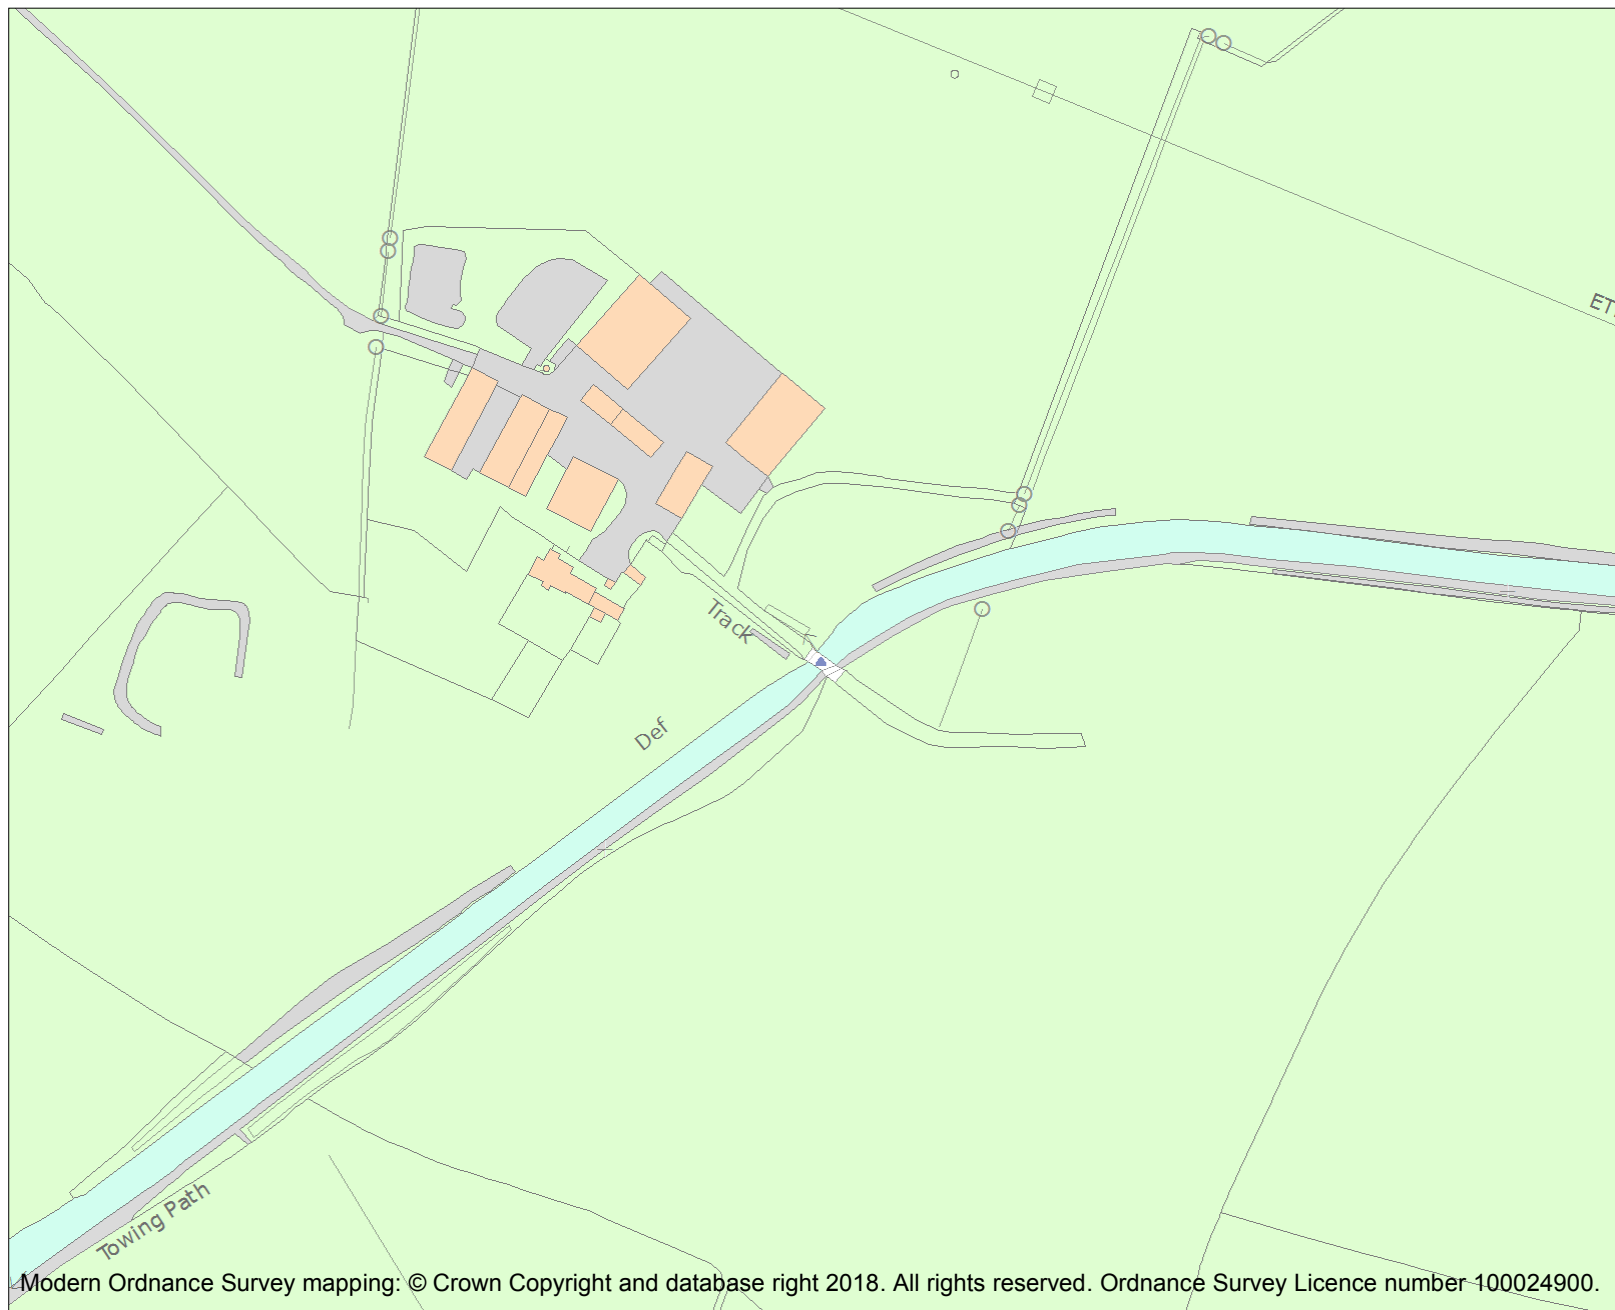 ET
Track
Def
Towing Path
Modern Ordnance Survey mapping: © Crown Copyright and database right 2018. All rights reserved. Ordnance Survey Licence number 100024900.